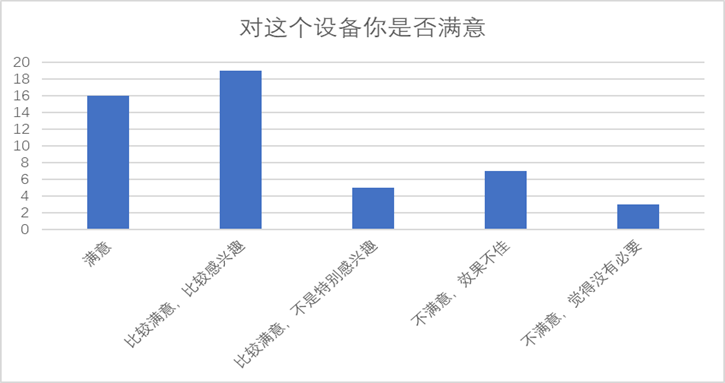 对这个设备你是否满意
20
18
16
14
12
10
8
6
4
2
0
满意
比较满意，比较感兴趣
比较满意，不是特别感兴趣
不满意，效果不佳
不满意，觉得没有必要